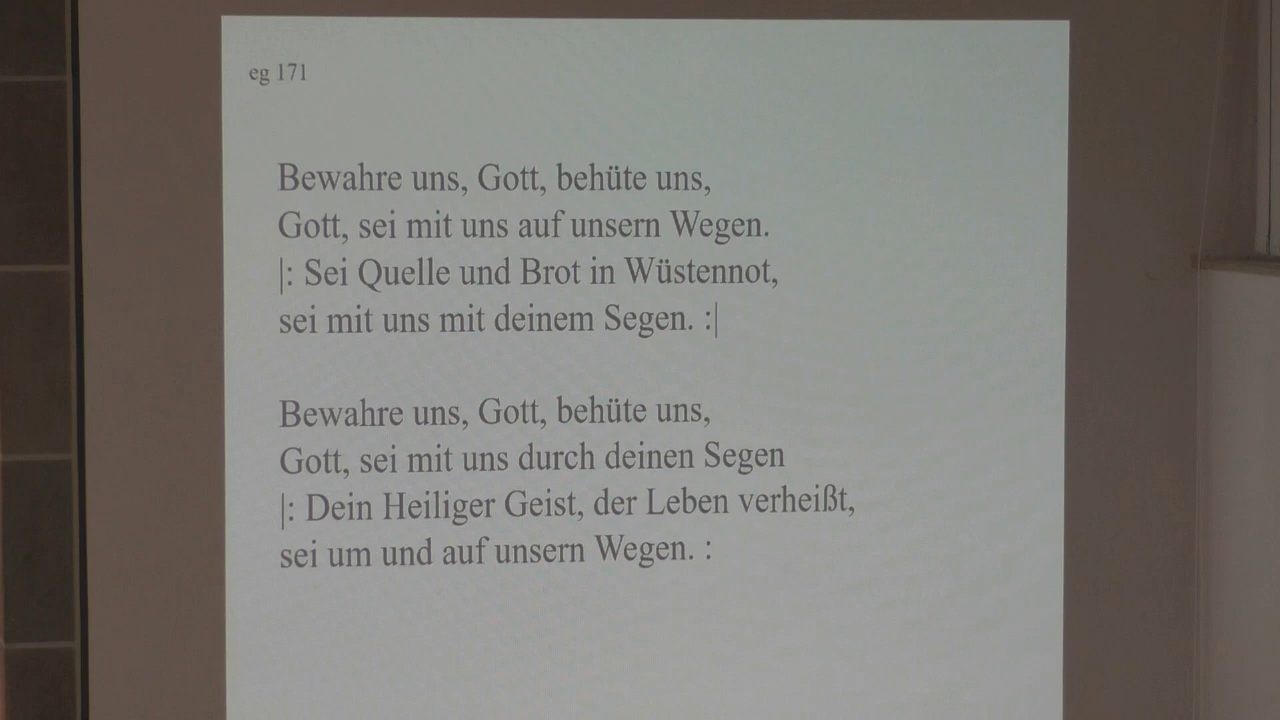 eg 171
Bewahre uns, Gott, behüte uns,
Gott, sei mit uns auf unsern Wegen.
|: Sei Quelle und Brot in Wüstennot,
sei mit uns mit deinem Segen. :|
Bewahre uns, Gott, behüte uns,
Gott, sei mit uns durch deinen Segen
|: Dein Heiliger Geist, der Leben verheißt,
sei um und auf unsern Wegen. :